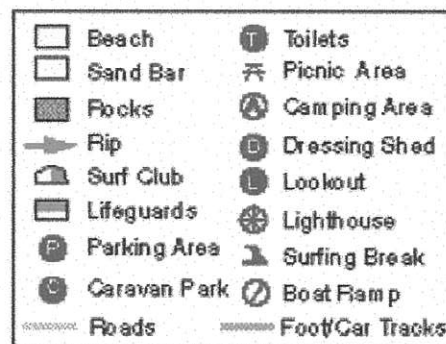 Beach
Sand Bar
Rocks
Rip
Surf Club
Lifeguards
P Parking Area
C Caravan Park
Roads
T Toilets
Picnic Area
Camping Area
D Dressing Shed
L Lookout
Lighthouse
Surfing Break
Boat Ramp
Foot/Car Tracks